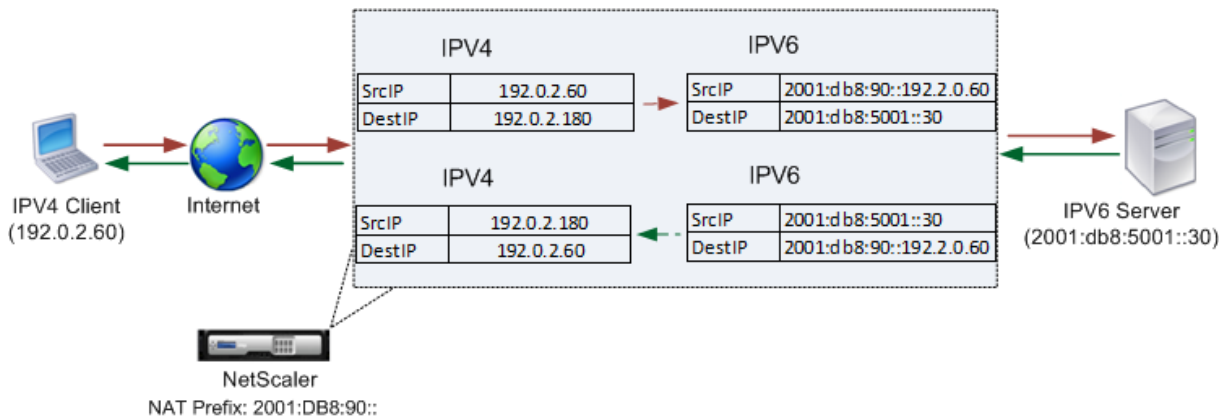 IPV4 IPV6
SrcIP 192.0.2.60 SrcIP 2001:db8:90::192.2.0.60
DestIP 192.0.2.180 DestIP 2001:db8:5001::30
IPV4 Client
(192.0.2.60)
Internet
IPV4 IPV6
SrcIP 192.0.2.180 SrcIP 2001:db8:5001::30
DestIP 192.0.2.60 DestIP 2001:db8:90::192.2.0.60
IPV6 Server
(2001:db8:5001::30)
NetScaler
NAT Prefix: 2001:DB8:90::